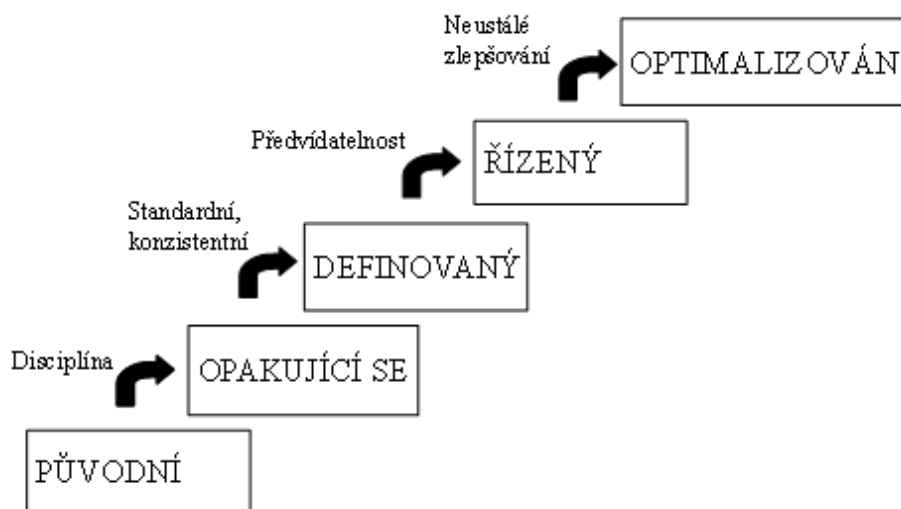 Neustálé
zlepšování
OPTIMALIZOVÁN
Předvídatelnost
ŘÍZENÝ
Standardní,
konzistentní
DEFINOVANÝ
Disciplína
OPAKUJÍCÍ SE
PŮVODNÍ